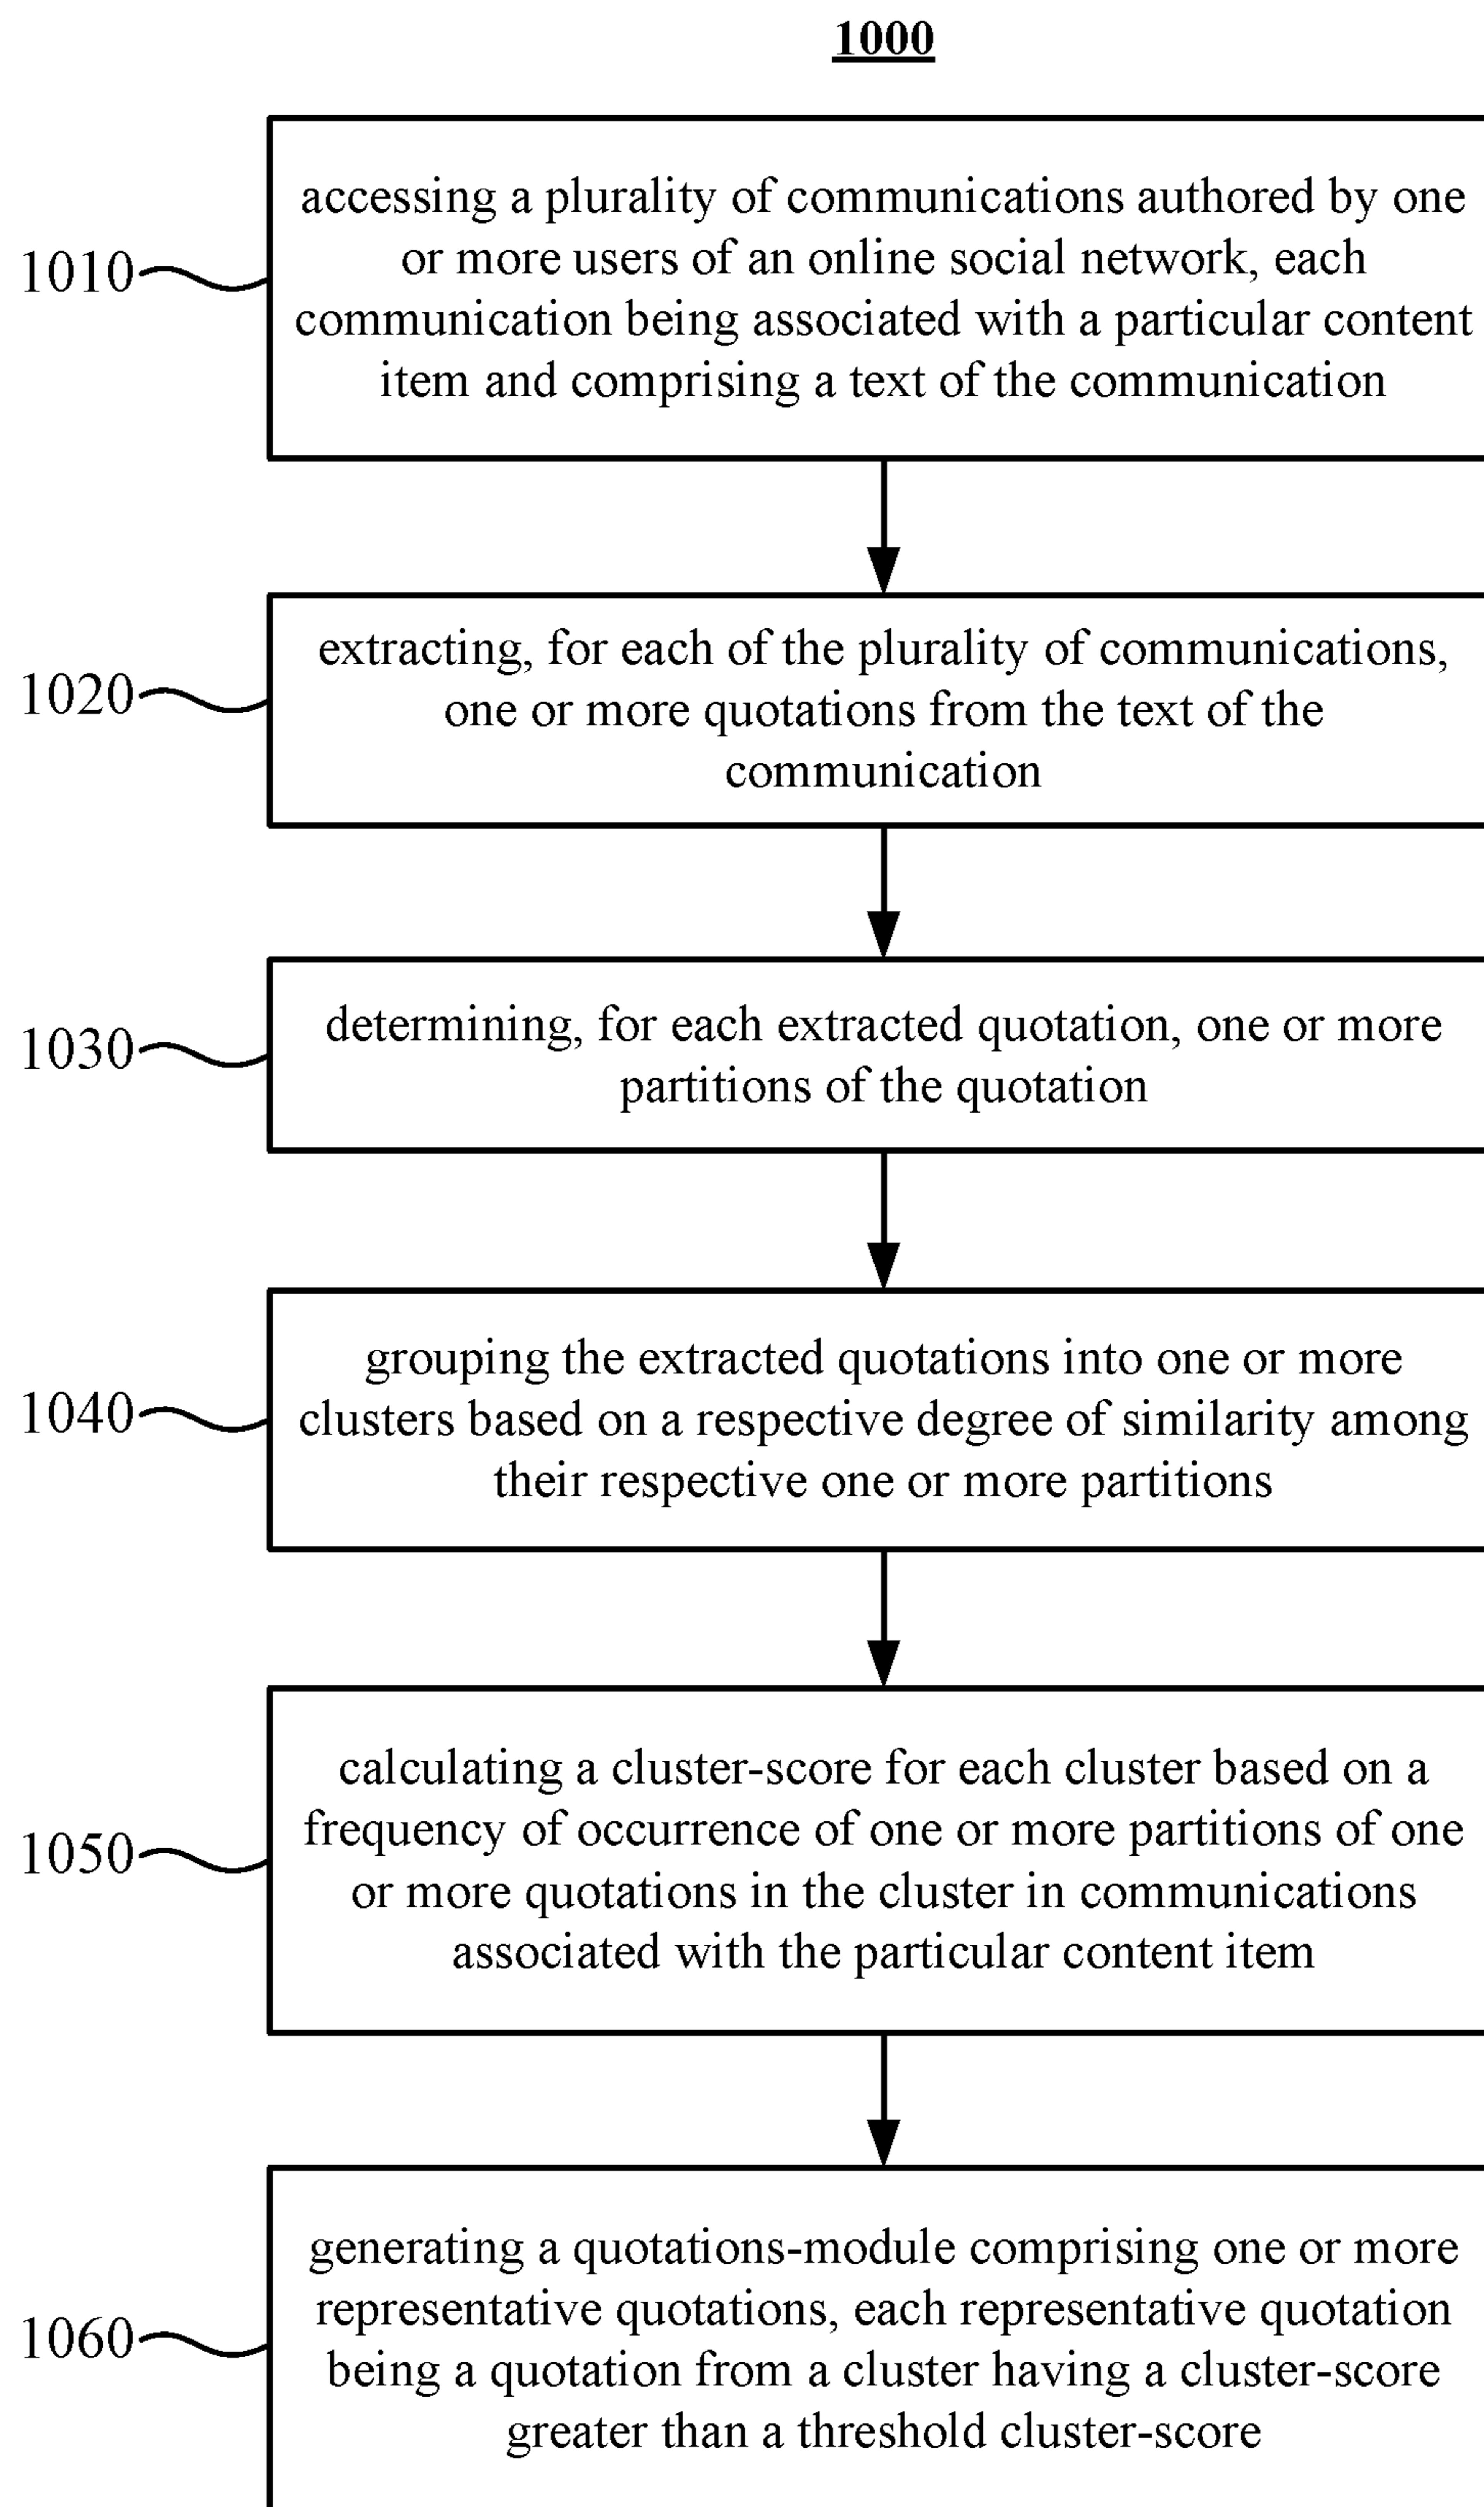 1000
accessing a plurality of communications authored by one
or more users of an online social network, each
1010
communication being associated with a particular content
item and comprising a text of the communication
extracting, for each of the plurality of communications,
1020
one or more quotations from the text of the
communication
determining, for each extracted quotation, one or more
1030
partitions of the quotation
grouping the extracted quotations into one or more
1040
clusters based on a respective degree of similarity among
their respective one or more partitions
calculating a cluster-score for each cluster based on a
frequency of occurrence of one or more partitions of one
1050
or more quotations in the cluster in communications
associated with the particular content item
generating a quotations-module comprising one or more
representative quotations, each representative quotation
1060
being a quotation from a cluster having a cluster-score
greater than a threshold cluster-score